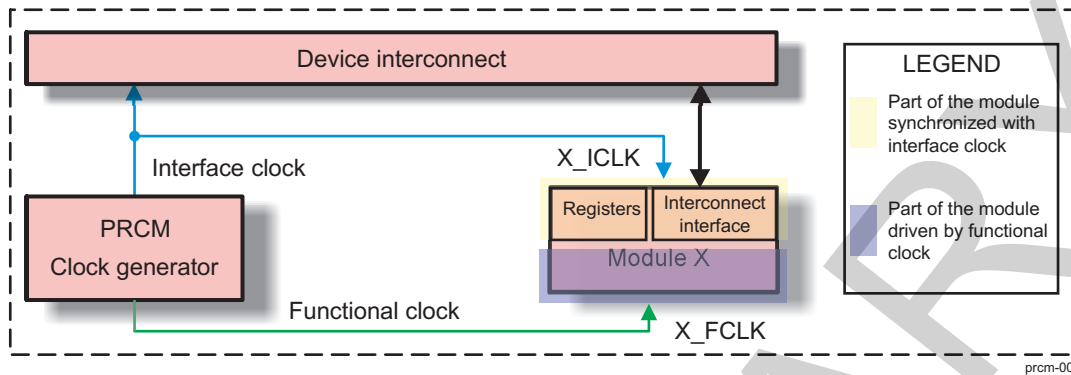 Device interconnect
LEGEND
Part of the module
synchronized with
interface clock
Part of the module
driven by functional
clock
Interface clock
X_ICLK
PRCM
Clock generator
Registers
Interconnect
interface
Module X
Functional clock
X_FCLK